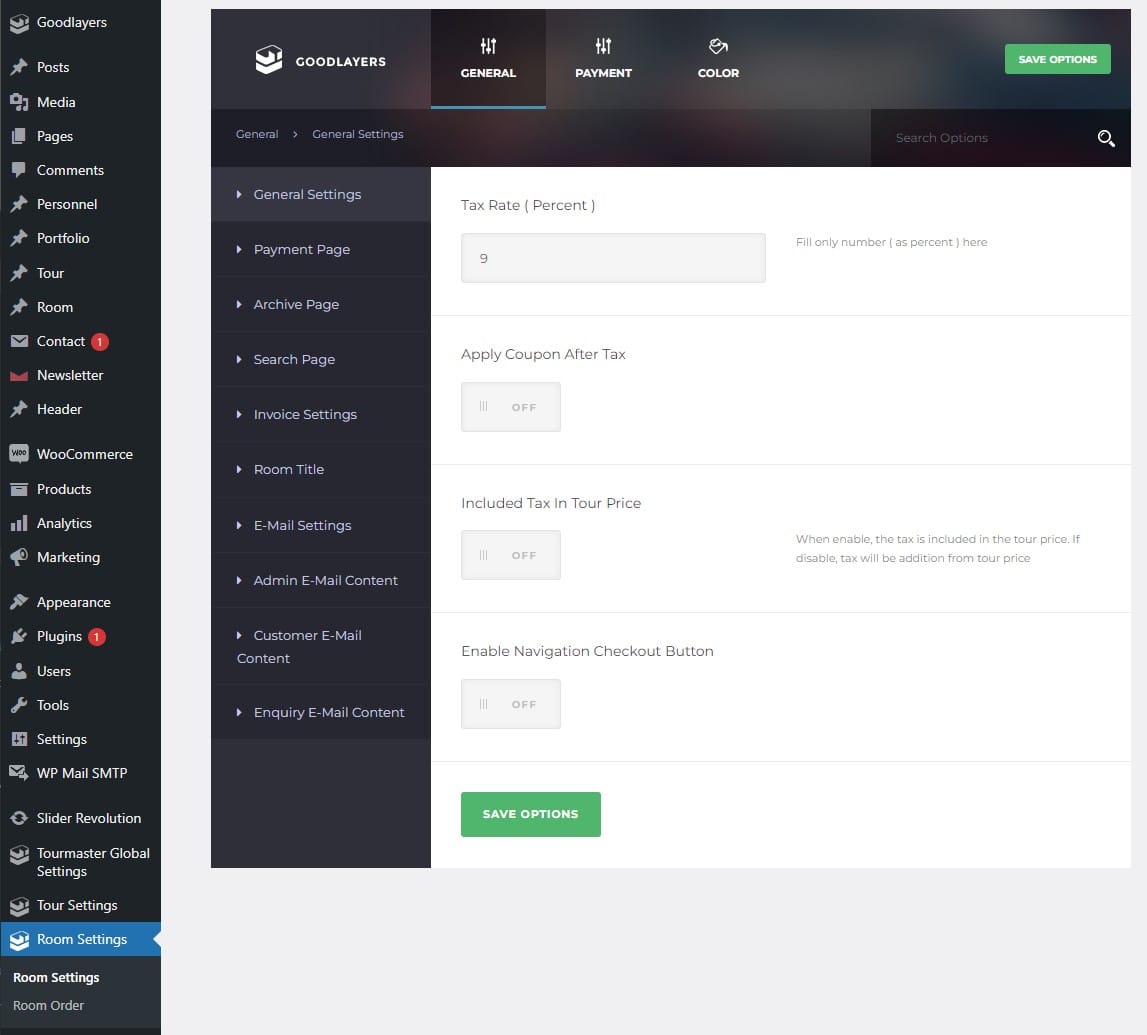 Goodlayers
Posts
Media
Pages
Comments
Personnel
Portfolio
Tour
Room
Contact 1
Newsletter
Header
WooCommerce
Products
Analytics
Marketing
Appearance
Plugins 1
Users
Tools
Settings
WP Mail SMTP
Slider Revolution
Tourmaster Global
Settings
Tour Settings
Room Settings
Room Settings
Room Order
GOODLAYERS
GENERAL
PAYMENT
COLOR
SAVE OPTIONS
General > General Settings
Search Options
General Settings
Payment Page
Archive Page
Search Page
Invoice Settings
Room Title
E-Mail Settings
Admin E-Mail Content
Customer E-Mail
Content
Enquiry E-Mail Content
Tax Rate ( Percent )
9
Fill only number ( as percent ) here
Apply Coupon After Tax
OFF
Included Tax In Tour Price
OFF
When enable, the tax is included in the tour price. If
disable, tax will be addition from tour price
Enable Navigation Checkout Button
OFF
SAVE OPTIONS